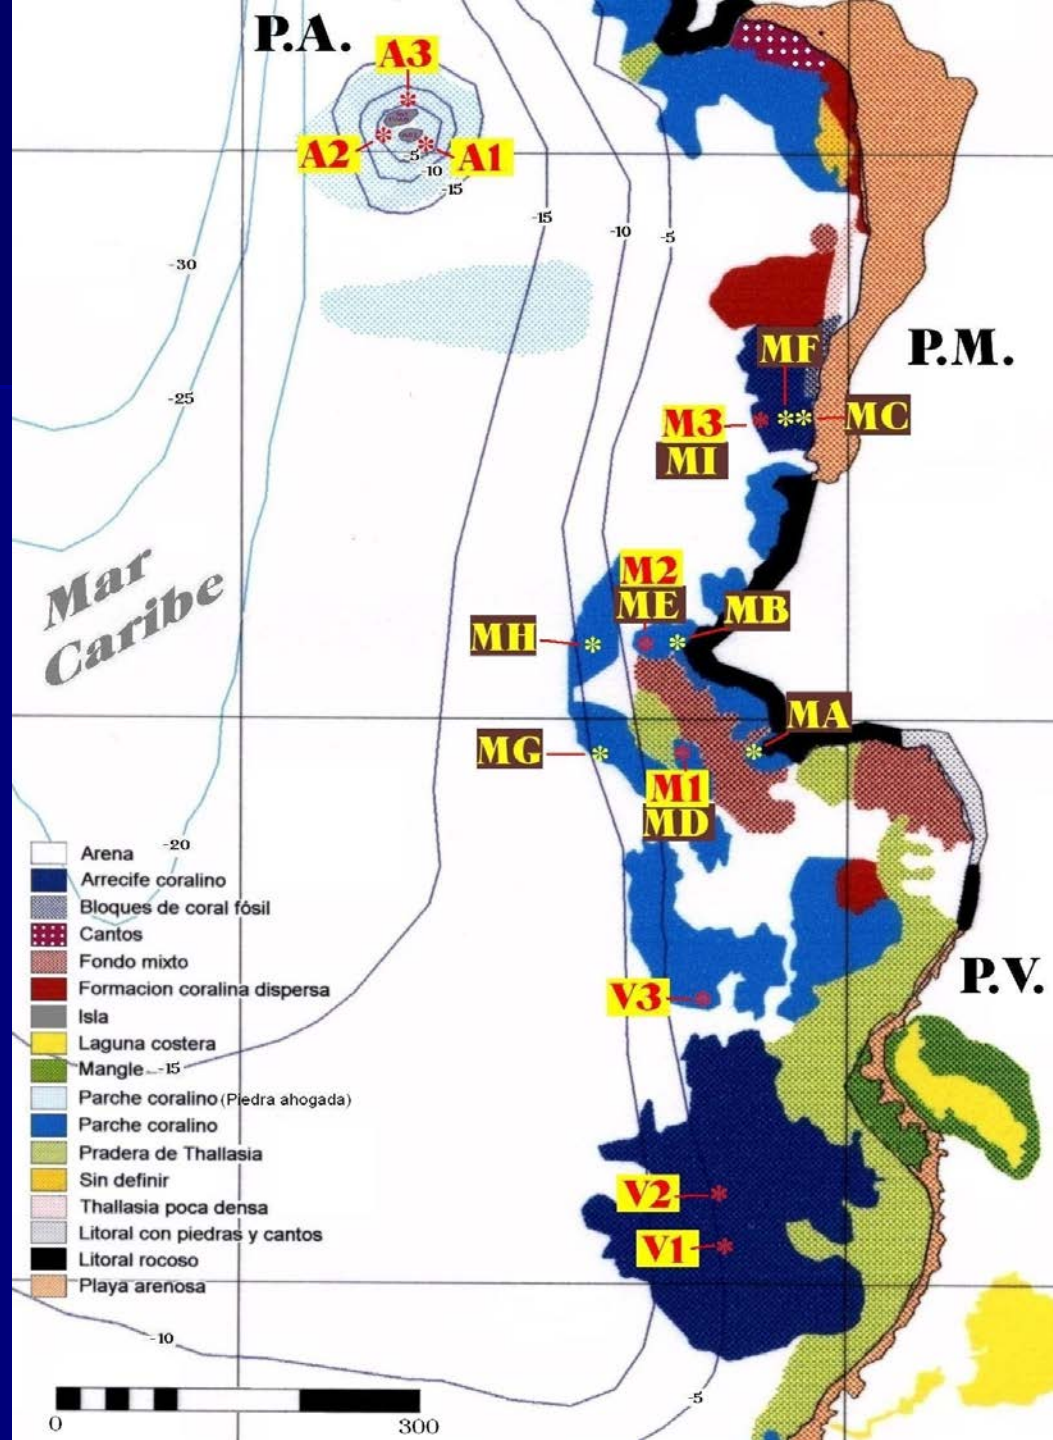 P.A.
A3
A2
A1
-5
-10
-15
-15
-10
-5
-30
P.M.
MF
-25
M3
MC
MI
Mar
Caribe
M2
ME
MB
MH
MA
MG
M1
MD
-20
Arena
Arrecife coralino
Bloques de coral fósil
Cantos
Fondo mixto
Formacion coralina dispersa
Isla
Laguna costera
Mangle
-15
Parche coralino (Piedra ahogada)
Parche coralino
Pradera de Thallasia
Sin definir
Thallasia poca densa
Litoral con piedras y cantos
Litoral rocoso
Playa arenosa
P.V.
V3
V2
V1
-10
-5
0
300